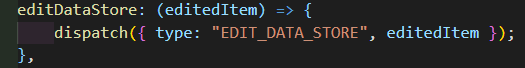 editDataStore: (editedItem) => {
    dispatch({ type: "EDIT_DATA_STORE", editedItem });
},